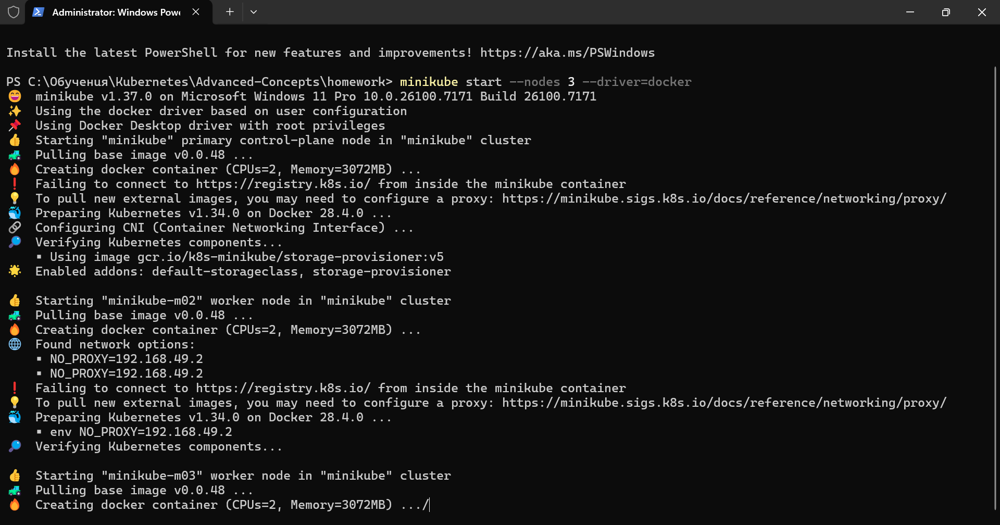 Administrator: Windows Powe
Install the latest PowerShell for new features and improvements! https://aka.ms/PSWindows
PS C:\Обучения\Kubernetes\Advanced-Concepts\homework> minikube start --nodes 3 --driver=docker
😄  minikube v1.37.0 on Microsoft Windows 11 Pro 10.0.26100.7171 Build 26100.7171
✨  Using the docker driver based on user configuration
📌  Using Docker Desktop driver with root privileges
👍  Starting "minikube" primary control-plane node in "minikube" cluster
🚜  Pulling base image v0.0.48 ...
🔥  Creating docker container (CPUs=2, Memory=3072MB) ...
❗  Failing to connect to https://registry.k8s.io/ from inside the minikube container
💡  To pull new external images, you may need to configure a proxy: https://minikube.sigs.k8s.io/docs/reference/networking/proxy/
🐳  Preparing Kubernetes v1.34.0 on Docker 28.4.0 ...
🔗  Configuring CNI (Container Networking Interface) ...
🔎  Verifying Kubernetes components...
▪ Using image gcr.io/k8s-minikube/storage-provisioner:v5
🌟  Enabled addons: default-storageclass, storage-provisioner
👍  Starting "minikube-m02" worker node in "minikube" cluster
🚜  Pulling base image v0.0.48 ...
🔥  Creating docker container (CPUs=2, Memory=3072MB) ...
🌐  Found network options:
▪ NO_PROXY=192.168.49.2
▪ NO_PROXY=192.168.49.2
❗  Failing to connect to https://registry.k8s.io/ from inside the minikube container
💡  To pull new external images, you may need to configure a proxy: https://minikube.sigs.k8s.io/docs/reference/networking/proxy/
🐳  Preparing Kubernetes v1.34.0 on Docker 28.4.0 ...
▪ env NO_PROXY=192.168.49.2
🔎  Verifying Kubernetes components...
👍  Starting "minikube-m03" worker node in "minikube" cluster
🚜  Pulling base image v0.0.48 ...
🔥  Creating docker container (CPUs=2, Memory=3072MB) .../